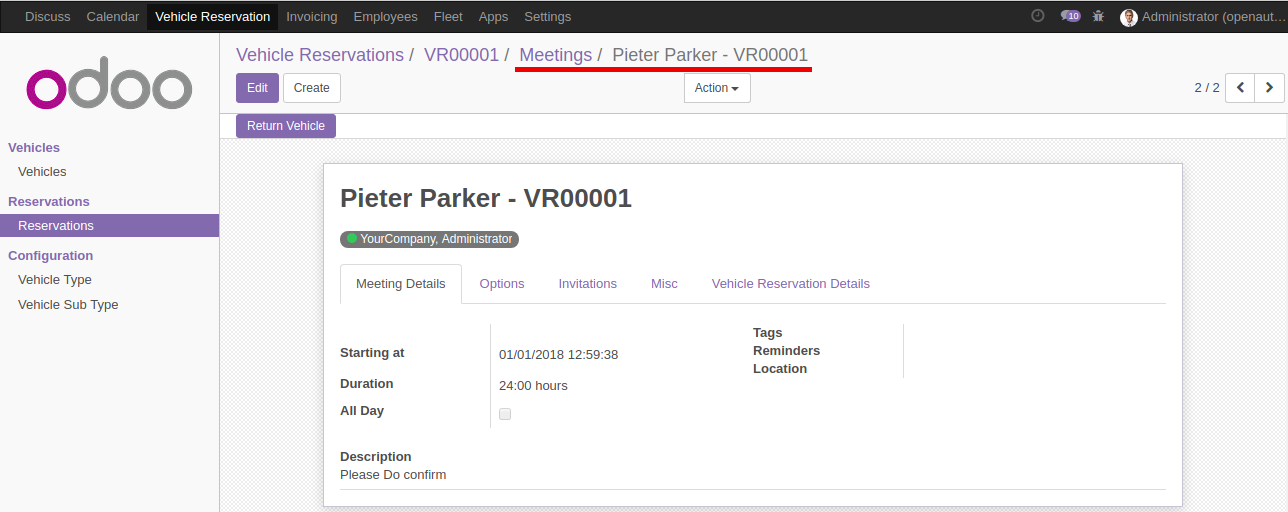 Discuss Calendar Vehicle Reservation Invoicing Employees Fleet Apps Settings 10 Administrator (openaut...
odoo
Vehicle Reservations / VR00001 / Meetings / Pieter Parker - VR00001
Edit Create Action 2 / 2
Return Vehicle
Vehicles
Vehicles
Reservations
Reservations
Configuration
Vehicle Type
Vehicle Sub Type
Pieter Parker - VR00001
YourCompany, Administrator
Meeting Details Options Invitations Misc Vehicle Reservation Details
Starting at 01/01/2018 12:59:38
Duration 24:00 hours
All Day
Tags
Reminders
Location
Description
Please Do confirm